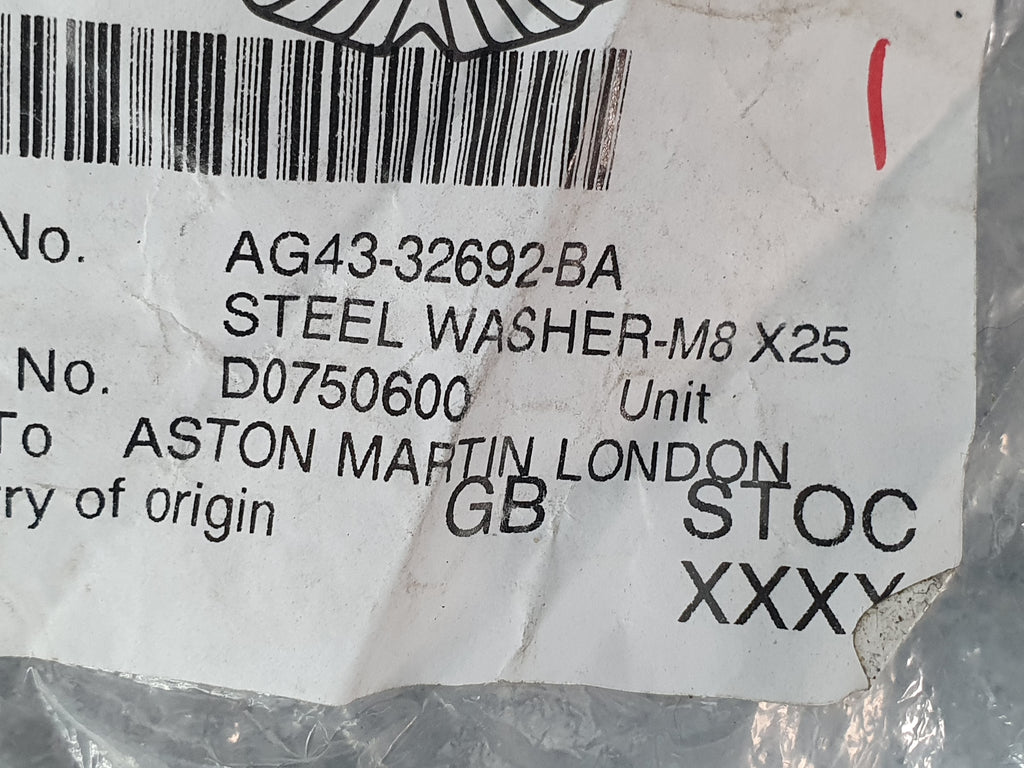 No. AG43-32692-BA
STEEL WASHER-M8 X25
No. D0750600 Unit
To ASTON MARTIN LONDON
ry of origin GB STOC
XXXX